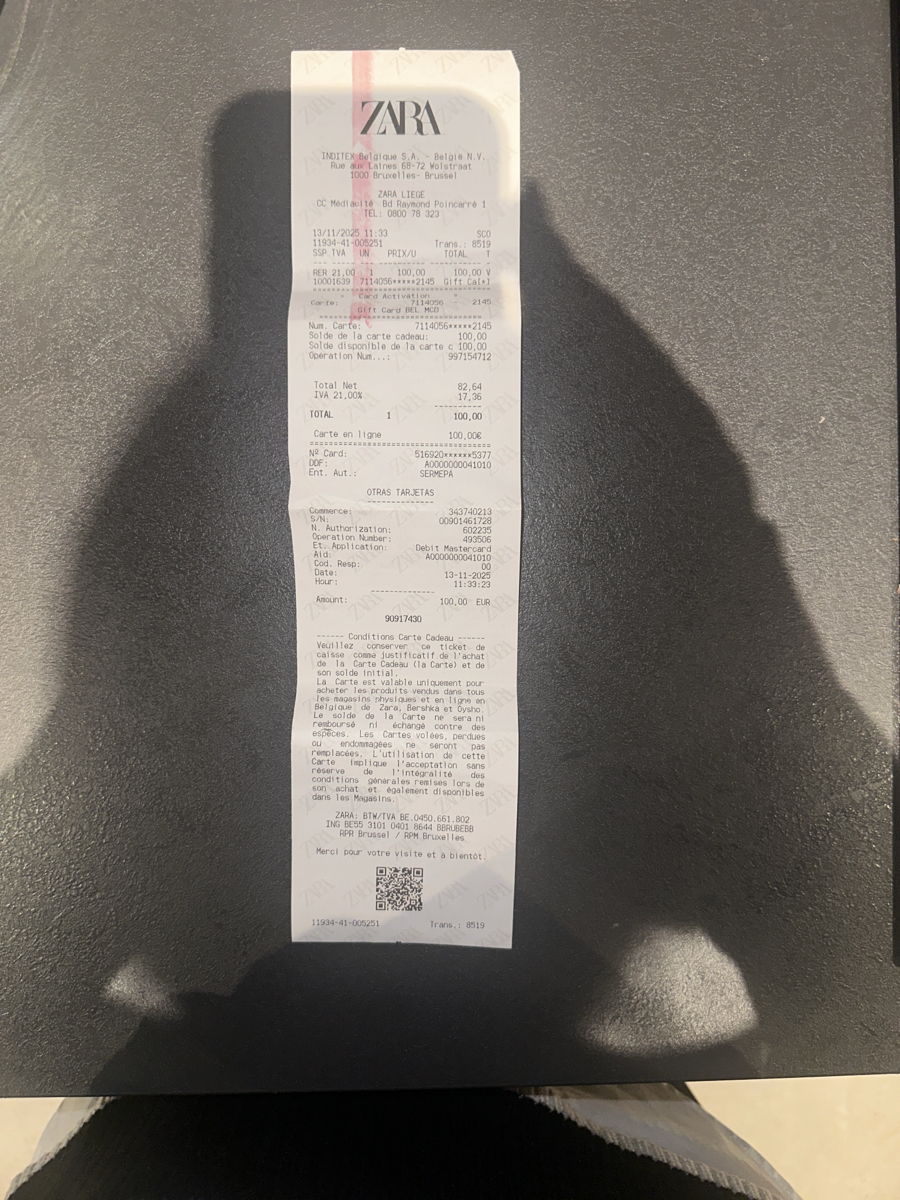 ZARA
INDITEX Belgique S.A. - Belgie N.V.
Rue aux Laines 68-72 Wolstraat
1000 Bruxelles- Brussel
ZARA LIEGE
CC Médiacité Bd Raymond Poincarré 1
TEL: 0800 78 323
13/11/2025 11:33 SCO
11934-41-005251 Trans.: 8519
SSP TVA UN PRIX/U TOTAL T
RER 21,00 1 100,00 100,00 V
10001639 7114056*****2145 Gift Ca[*]
" Card Activation "
Carte: 7114056 - 2145
Gift Card BEL MCD
Num. Carte: 7114056*****2145
Solde de la carte cadeau: 100,00
Solde disponible de la carte c 100,00
Opération Num...: 997154712
Total Net 82,64
IVA 21,00% 17,36
TOTAL 1 100,00
Carte en ligne 100,00€
Nº Card: 516920******5377
DDF: A0000000041010
Ent. Aut.: SERMEPA
OTRAS TARJETAS
Commerce: 343740213
S/N: 00901461728
N. Authorization: 602235
Operation Number: 493506
Et. Application: Debit Mastercard
Aid: A0000000041010
Cod. Resp: 00
Date: 13-11-2025
Hour: 11:33:23
Amount: 100,00 EUR
90917430
------ Conditions Carte Cadeau ------
Veuillez conserver ce ticket de
caisse comme justificatif de l'achat
de la Carte Cadeau (la Carte) et de
son solde initial.
La Carte est valable uniquement pour
acheter les produits vendus dans tous
les magasins physiques et en ligne en
Belgique de Zara, Bershka et Oysho.
Le solde de la Carte ne sera ni
remboursé ni échangé contre des
espèces. Les Cartes volées, perdues
ou endommagées ne seront pas
remplacées. L'utilisation de cette
Carte implique l'acceptation sans
réserve de l'intégralité des
conditions générales remises lors de
son achat et également disponibles
dans les Magasins.
ZARA: BTW/TVA BE.0450.661.802
ING BE55 3101 0401 8644 BBRUBEBB
RPR Brussel / RPM Bruxelles
Merci pour votre visite et à bientôt.
11934-41-005251 Trans.: 8519